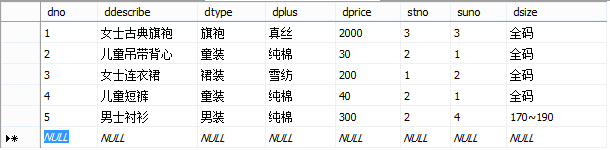 dno ddescribe dtype dplus dprice stno suno dsize
1 女士古典旗袍 旗袍 真丝 2000 3 3 全码
2 儿童吊带背心 童装 纯棉 30 2 1 全码
3 女士连衣裙 裙装 雪纺 200 1 2 全码
4 儿童短裤 童装 纯棉 40 2 1 全码
5 男士衬衫 男装 纯棉 300 2 4 170~190
NULL NULL NULL NULL NULL NULL NULL NULL